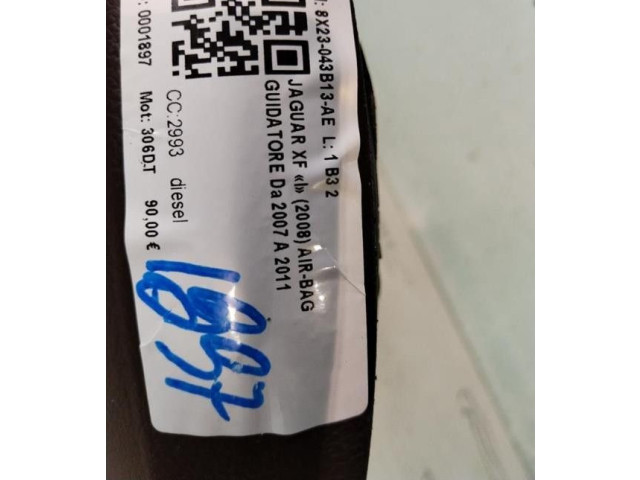 : 8X23-043B13-AE L: 1 B3 2
JAGUAR XF «I» (2008) AIR-BAG
GUIDATORE Da 2007 A 2011
CC:2993 diesel
: 0001897 Mot: 306D.T 90,00 €
1897